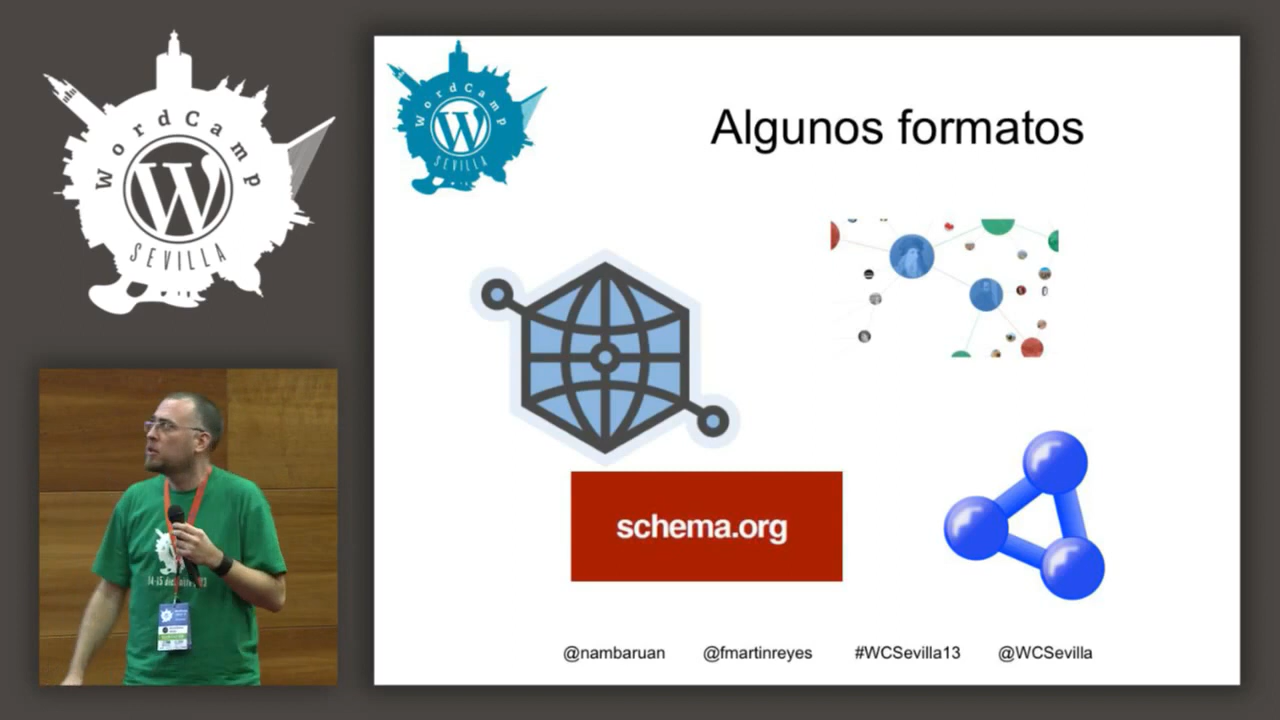 WordCamp
W
SEVILLA
WordCamp
W
SEVILLA
Algunos formatos
schema.org
@nambaruan @fmartinreyes #WCSevilla13 @WCSevilla